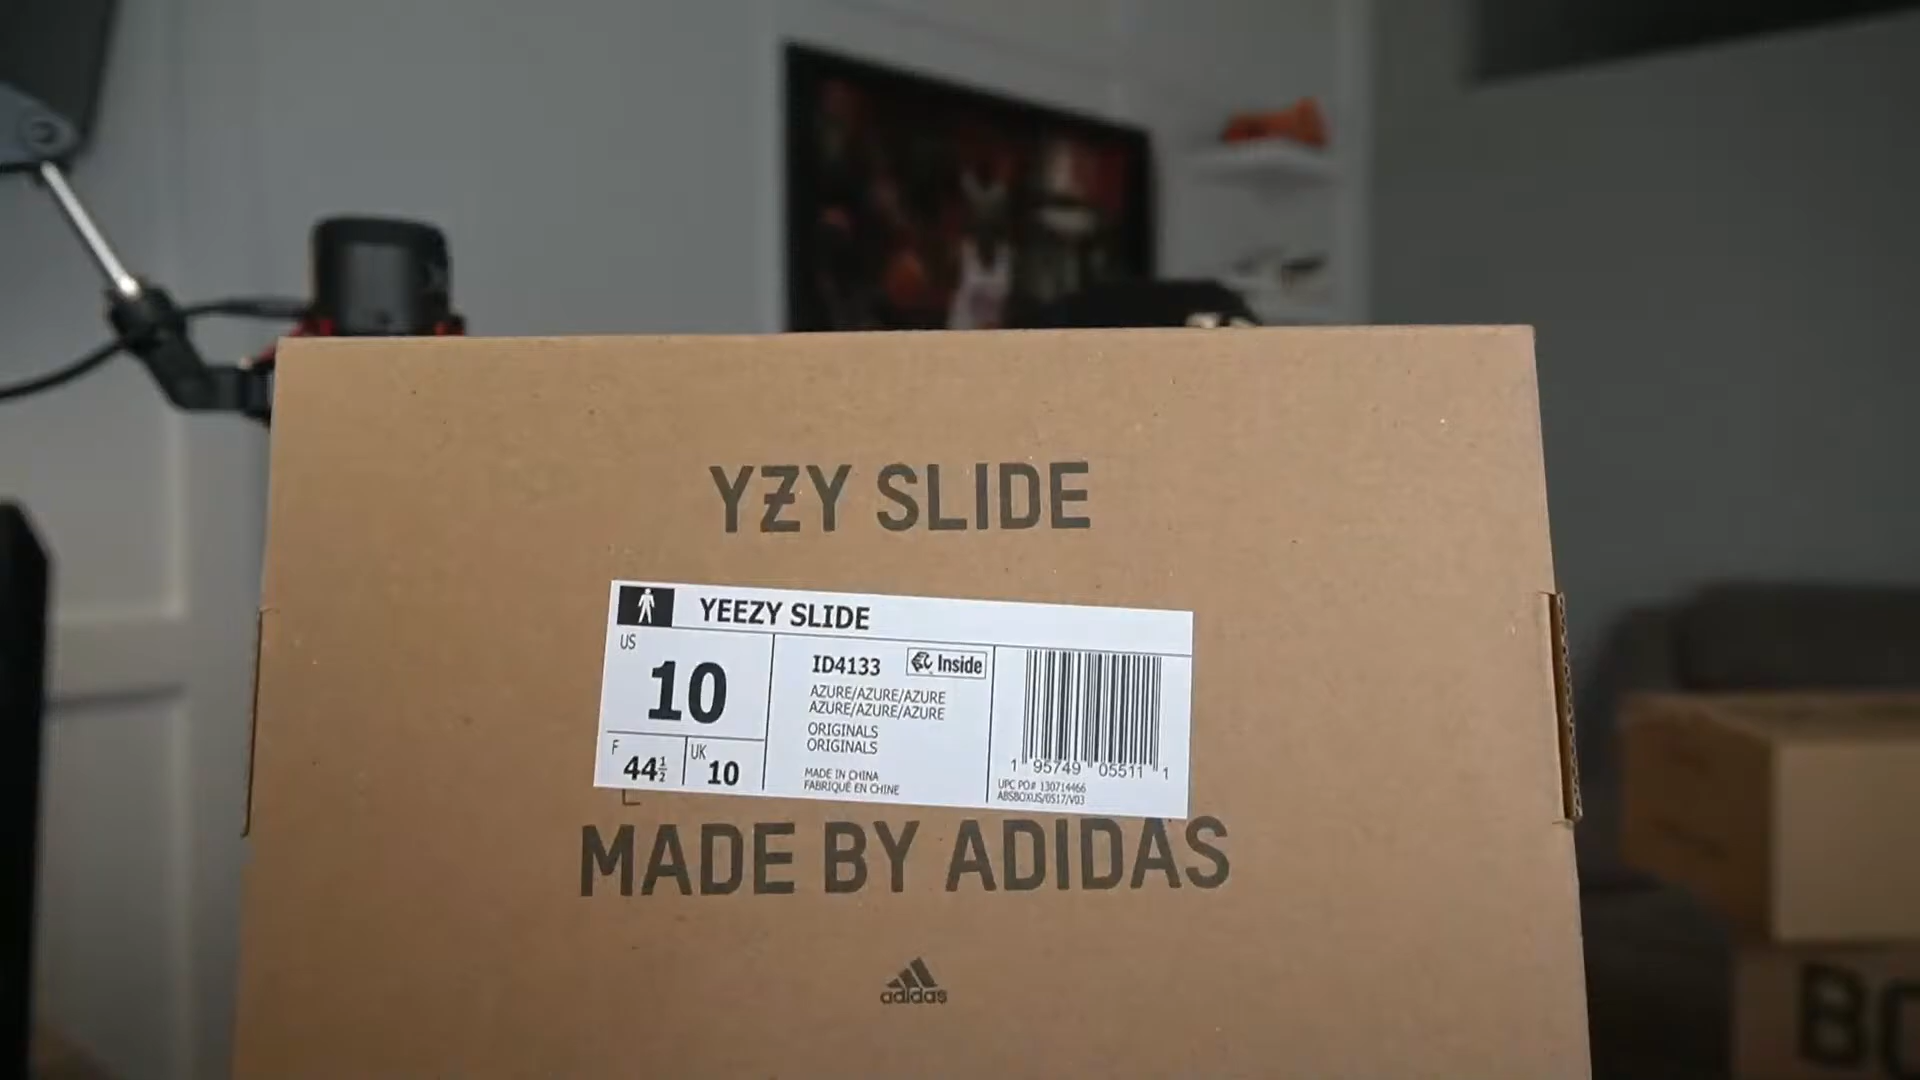 YZY SLIDE
YEEZY SLIDE
US
10
F
44½
UK
10
ID4133
Inside
AZURE/AZURE/AZURE
AZURE/AZURE/AZURE
ORIGINALS
ORIGINALS
MADE IN CHINA
FABRIQUÉ EN CHINE
1 95749 05511 1
UPC PO# 130714466
ABSBOXUS/0517/V03
MADE BY ADIDAS
adidas